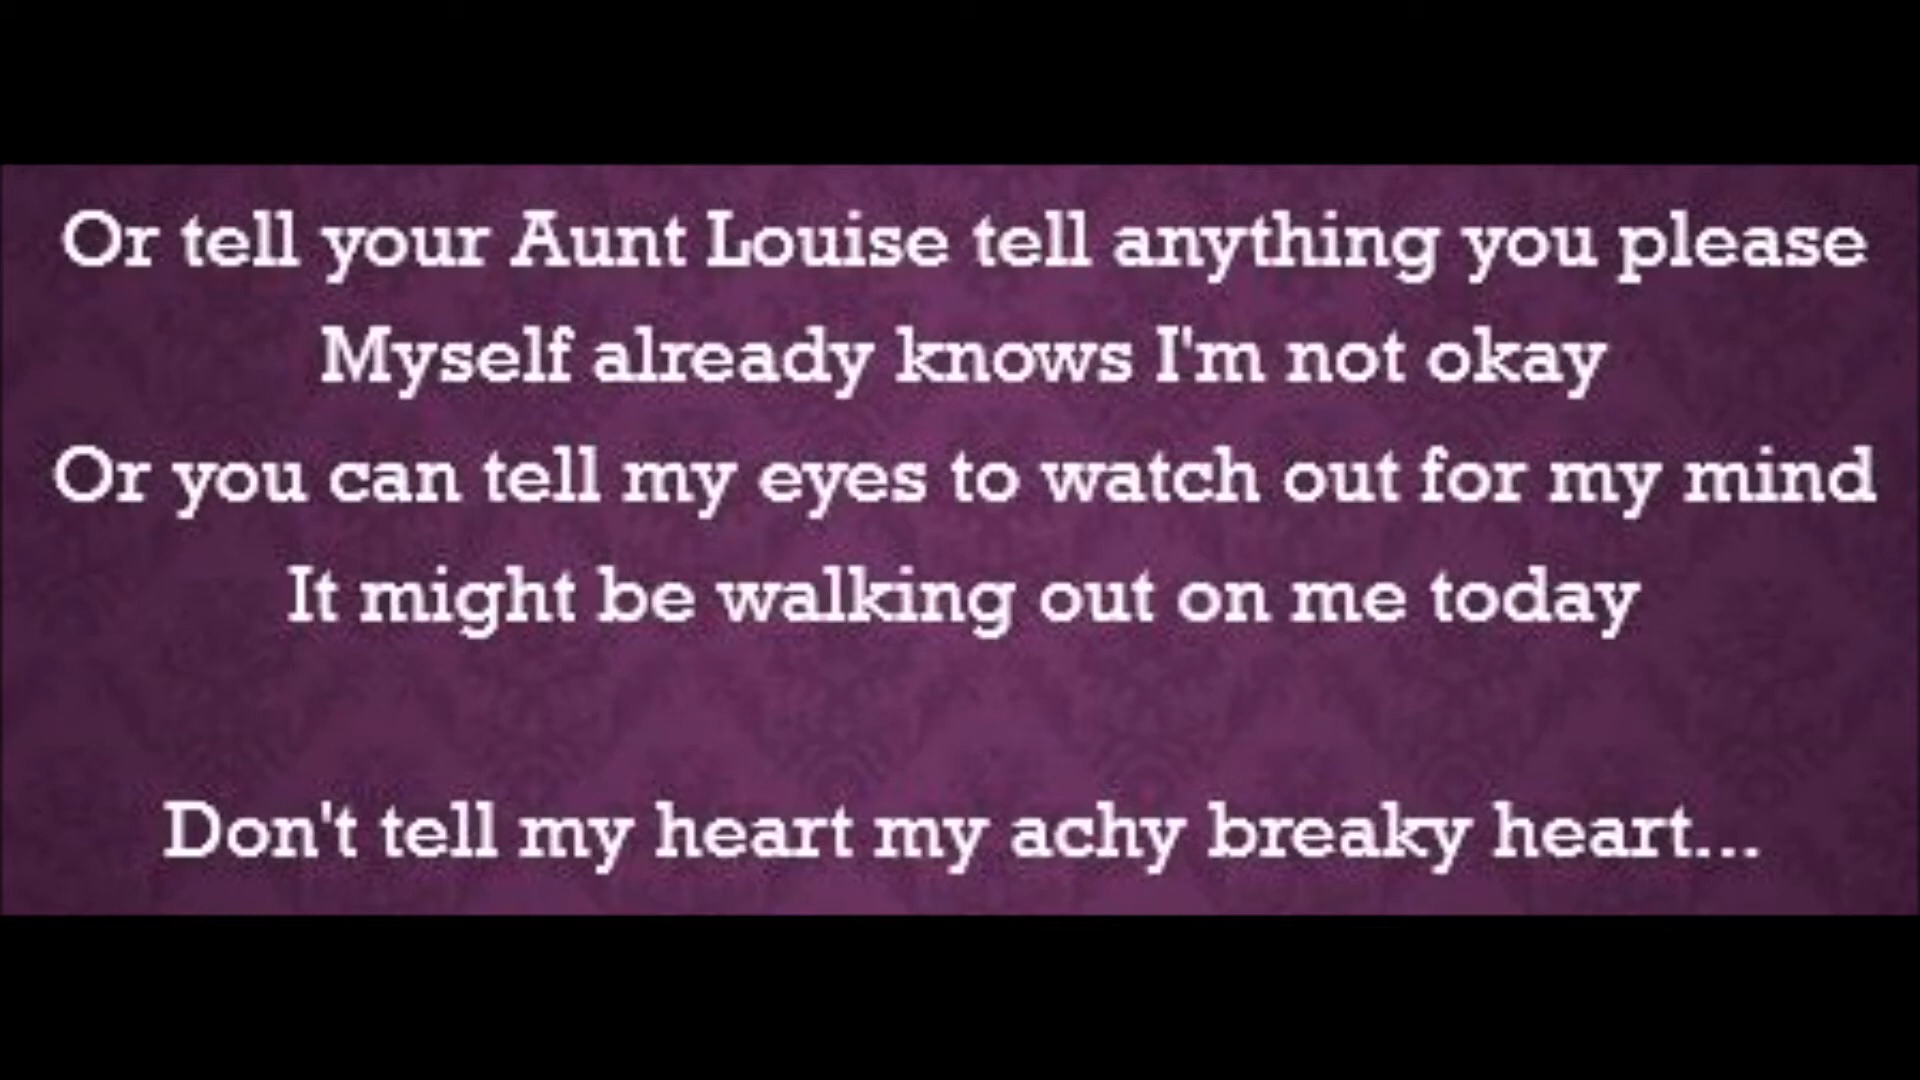 Or tell your Aunt Louise tell anything you please
Myself already knows I'm not okay
Or you can tell my eyes to watch out for my mind
It might be walking out on me today
Don't tell my heart my achy breaky heart...